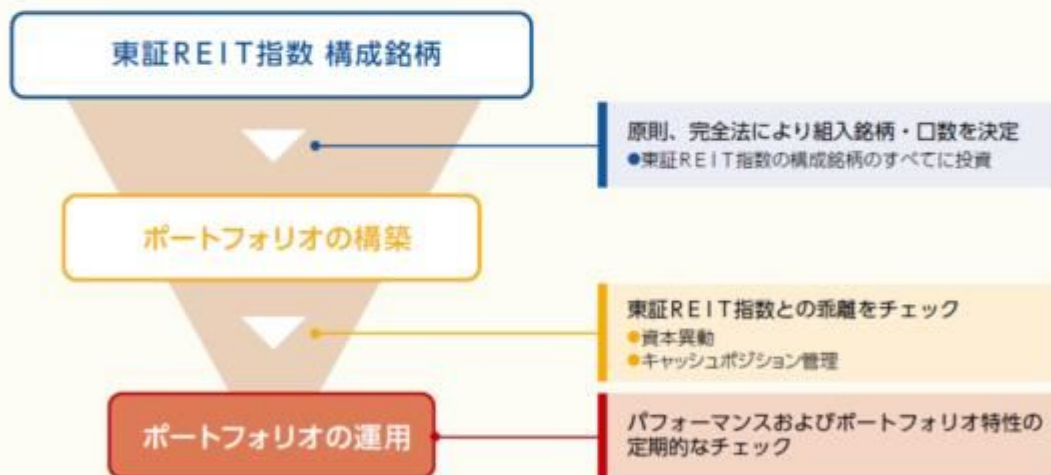 東証REIT指数 構成銘柄
原則、完全法により組入銘柄・口数を決定
●東証REIT指数の構成銘柄のすべてに投資
ポートフォリオの構築
東証REIT指数との乖離をチェック
●資本異動
●キャッシュポジション管理
ポートフォリオの運用
パフォーマンスおよびポートフォリオ特性の
定期的なチェック